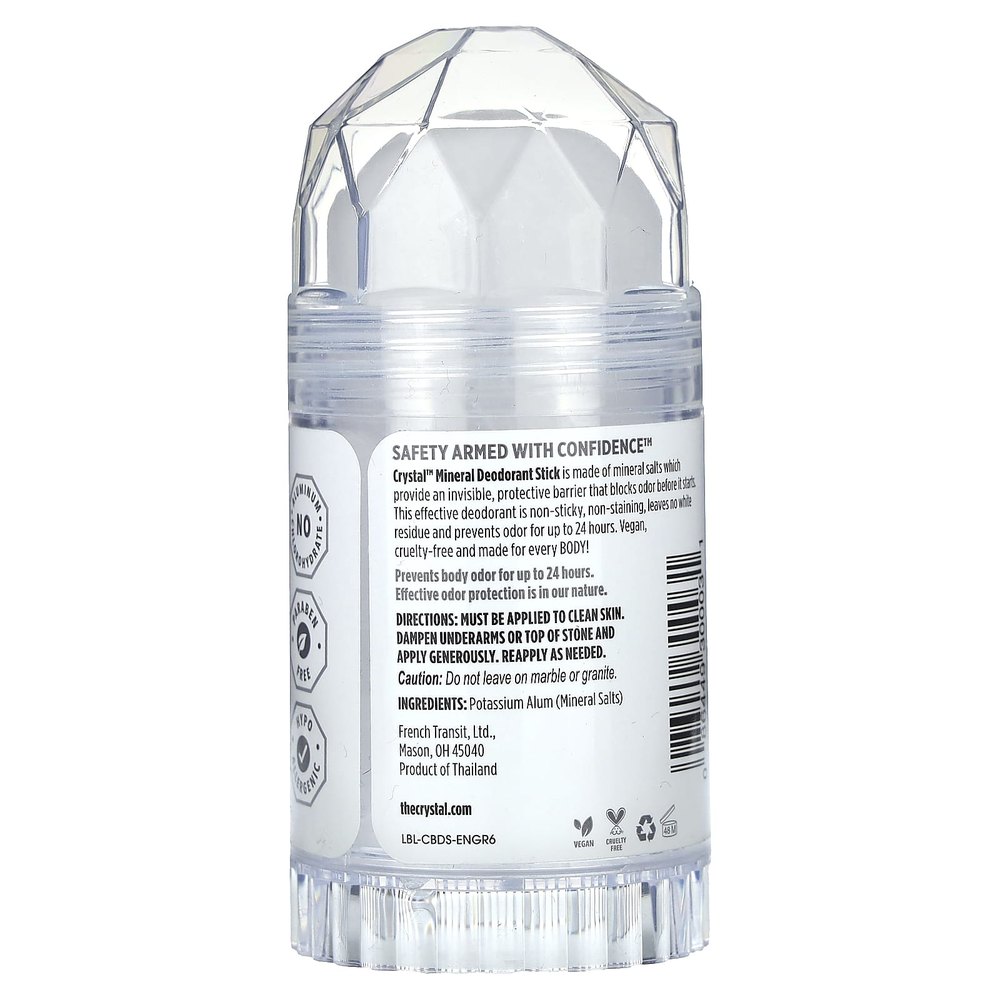 SAFETY ARMED WITH CONFIDENCE™
Crystal™ Mineral Deodorant Stick is made of mineral salts which
provide an invisible, protective barrier that blocks odor before it starts.
This effective deodorant is non-sticky, non-staining, leaves no white
residue and prevents odor for up to 24 hours. Vegan,
cruelty-free and made for every BODY!
Prevents body odor for up to 24 hours.
Effective odor protection is in our nature.
DIRECTIONS: MUST BE APPLIED TO CLEAN SKIN.
DAMPEN UNDERARMS OR TOP OF STONE AND
APPLY GENEROUSLY. REAPPLY AS NEEDED.
Caution: Do not leave on marble or granite.
INGREDIENTS: Potassium Alum (Mineral Salts)
French Transit, Ltd.,
Mason, OH 45040
Product of Thailand
thecrystal.com
LBL-CBDS-ENGR6
VEGAN
CRUELTY
FREE
48 M
NO
FREE
HYPO